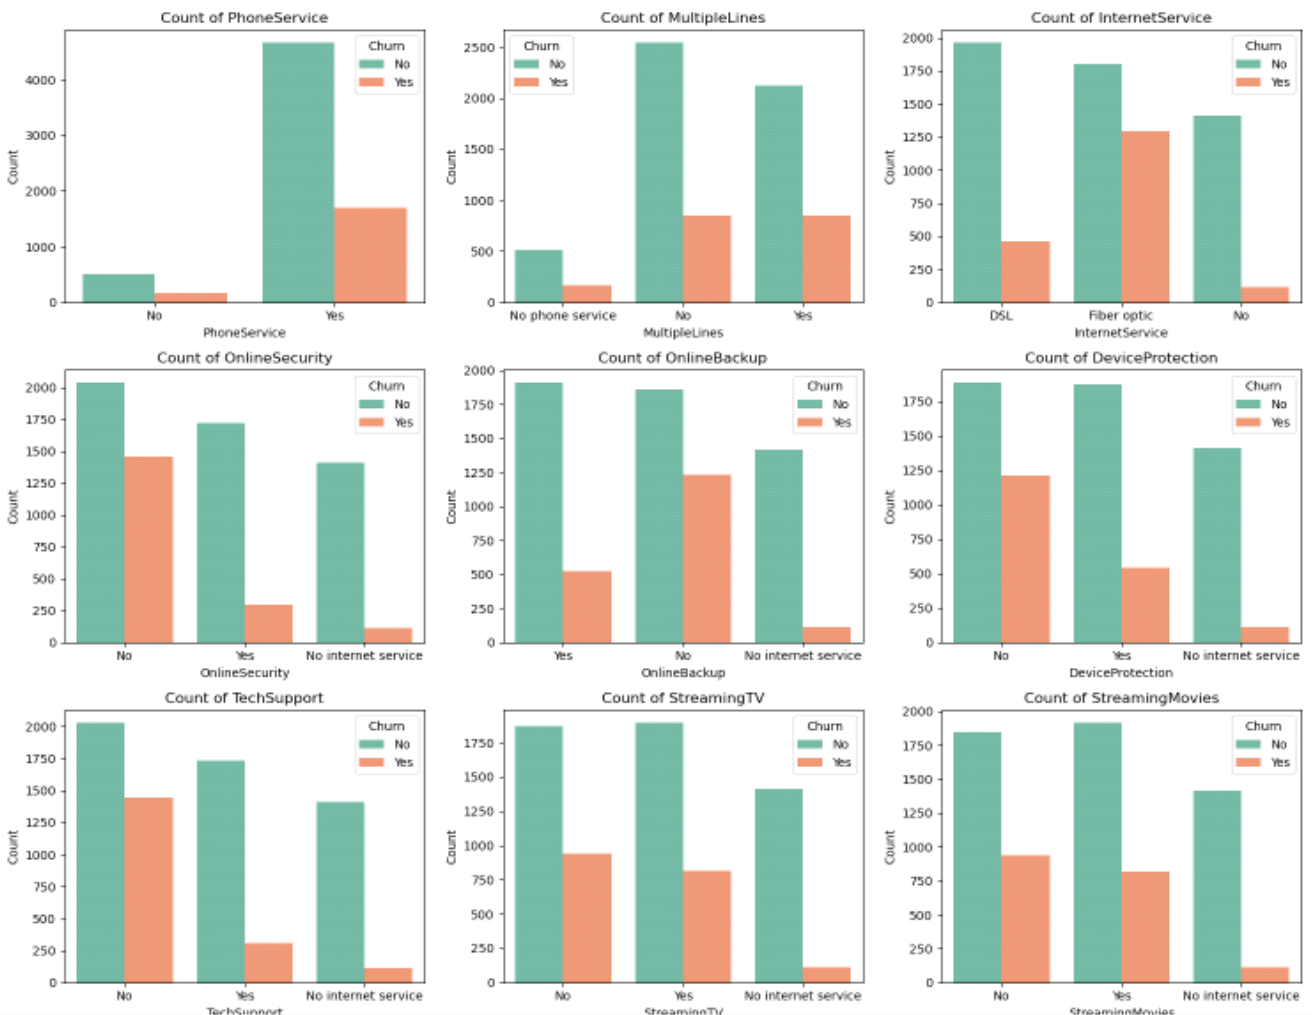 Count of PhoneService
Churn
No
Yes
4000
3000
2000
1000
0
Count
No
Yes
PhoneService
Count of MultipleLines
Churn
No
Yes
2500
2000
1500
1000
500
0
Count
No phone service
No
Yes
MultipleLines
Count of InternetService
Churn
No
Yes
2000
1750
1500
1250
1000
750
500
250
0
Count
DSL
Fiber optic
No
InternetService
Count of OnlineSecurity
Churn
No
Yes
2000
1750
1500
1250
1000
750
500
250
0
Count
No
Yes
No internet service
OnlineSecurity
Count of OnlineBackup
Churn
No
Yes
2000
1750
1500
1250
1000
750
500
250
0
Count
Yes
No
No internet service
OnlineBackup
Count of DeviceProtection
Churn
No
Yes
1750
1500
1250
1000
750
500
250
0
Count
No
Yes
No internet service
DeviceProtection
Count of TechSupport
Churn
No
Yes
2000
1750
1500
1250
1000
750
500
250
0
Count
No
Yes
No internet service
TechSupport
Count of StreamingTV
Churn
No
Yes
1750
1500
1250
1000
750
500
250
0
Count
No
Yes
No internet service
StreamingTV
Count of StreamingMovies
Churn
No
Yes
2000
1750
1500
1250
1000
750
500
250
0
Count
No
Yes
No internet service
StreamingMovies